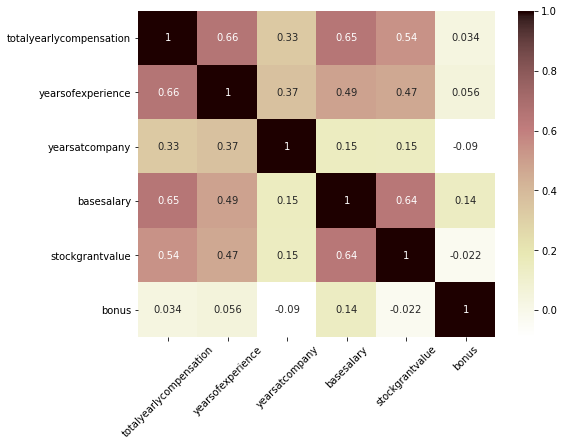 totalyearlycompensation 1 0.66 0.33 0.65 0.54 0.034
yearsofexperience 0.66 1 0.37 0.49 0.47 0.056
yearsatcompany 0.33 0.37 1 0.15 0.15 -0.09
basesalary 0.65 0.49 0.15 1 0.64 0.14
stockgrantvalue 0.54 0.47 0.15 0.64 1 -0.022
bonus 0.034 0.056 -0.09 0.14 -0.022 1
totalyearlycompensation
yearsofexperience
yearsatcompany
basesalary
stockgrantvalue
bonus
1.0
0.8
0.6
0.4
0.2
0.0